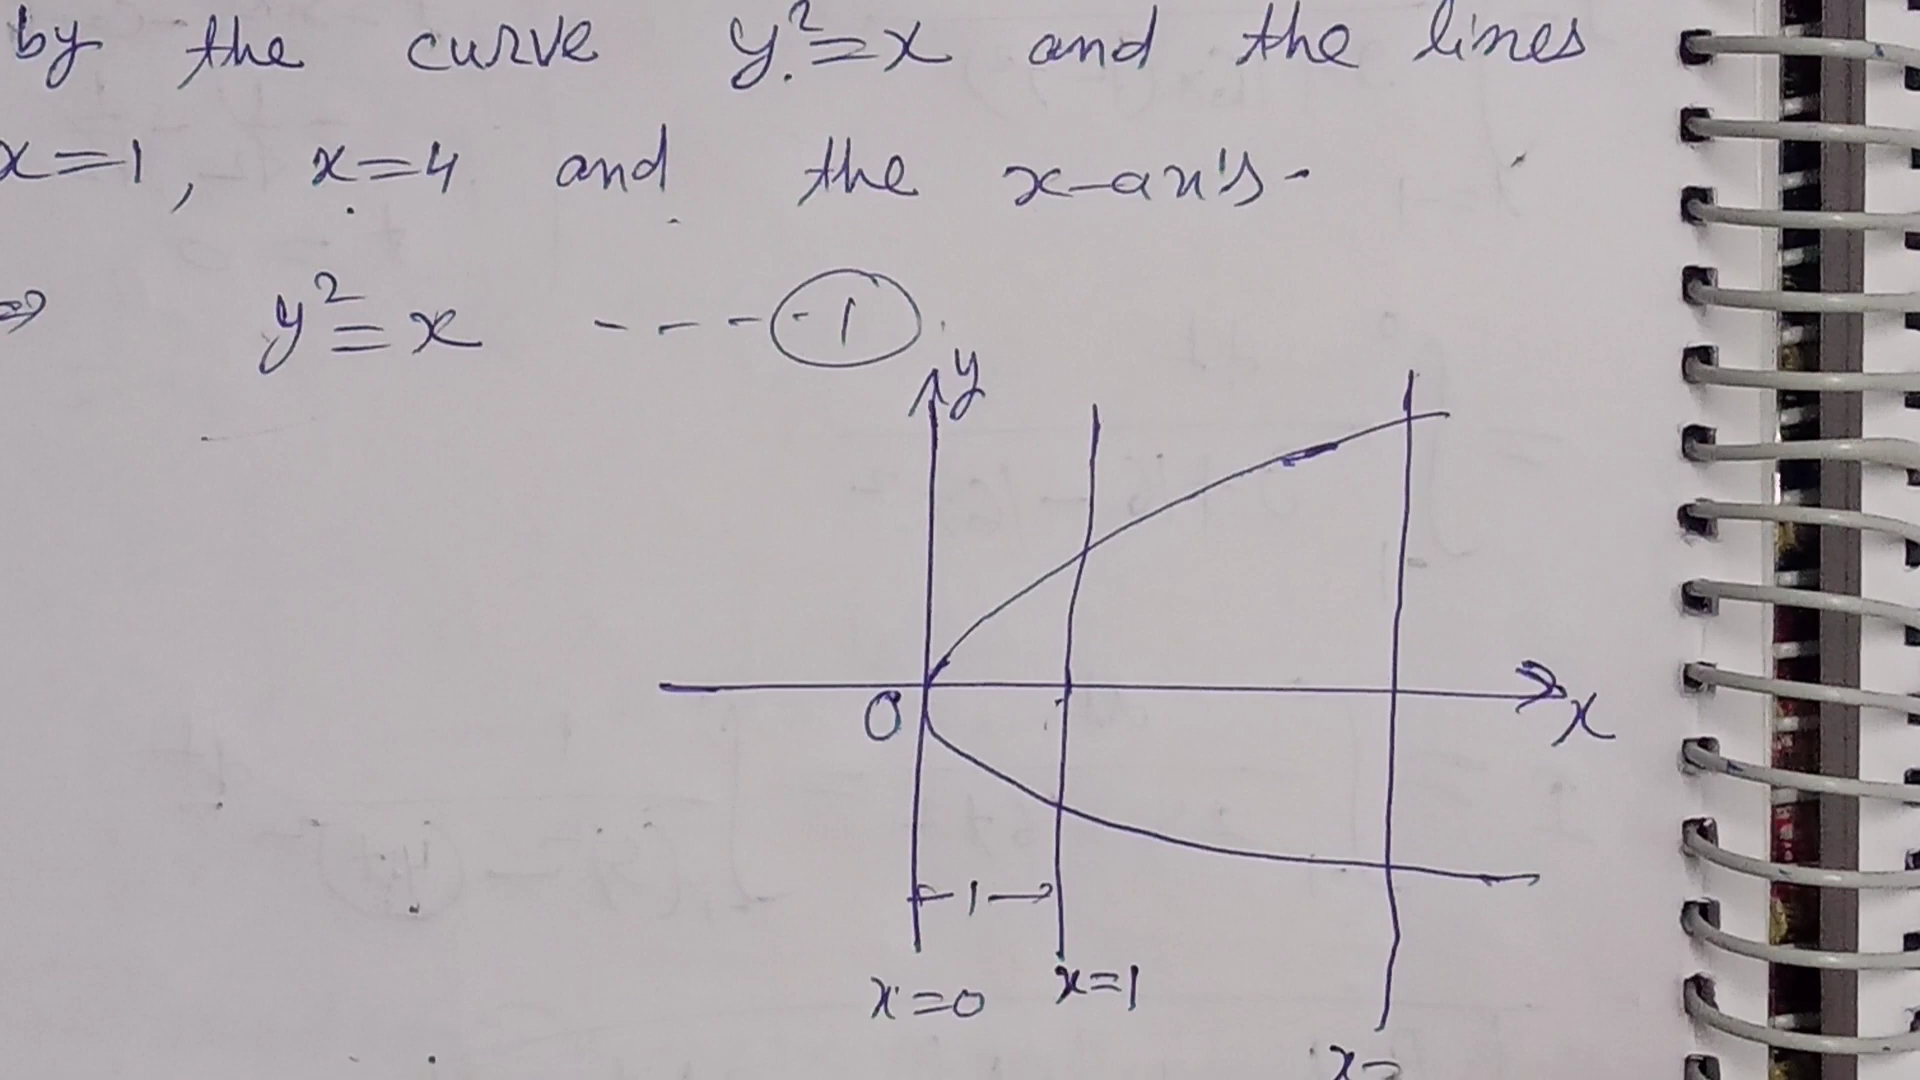 by the curve y²=x and the lines
x=1, x=4 and the x-axis-
⇒ y²=x ----①
y
O
x
1
x=0 x=1
x=